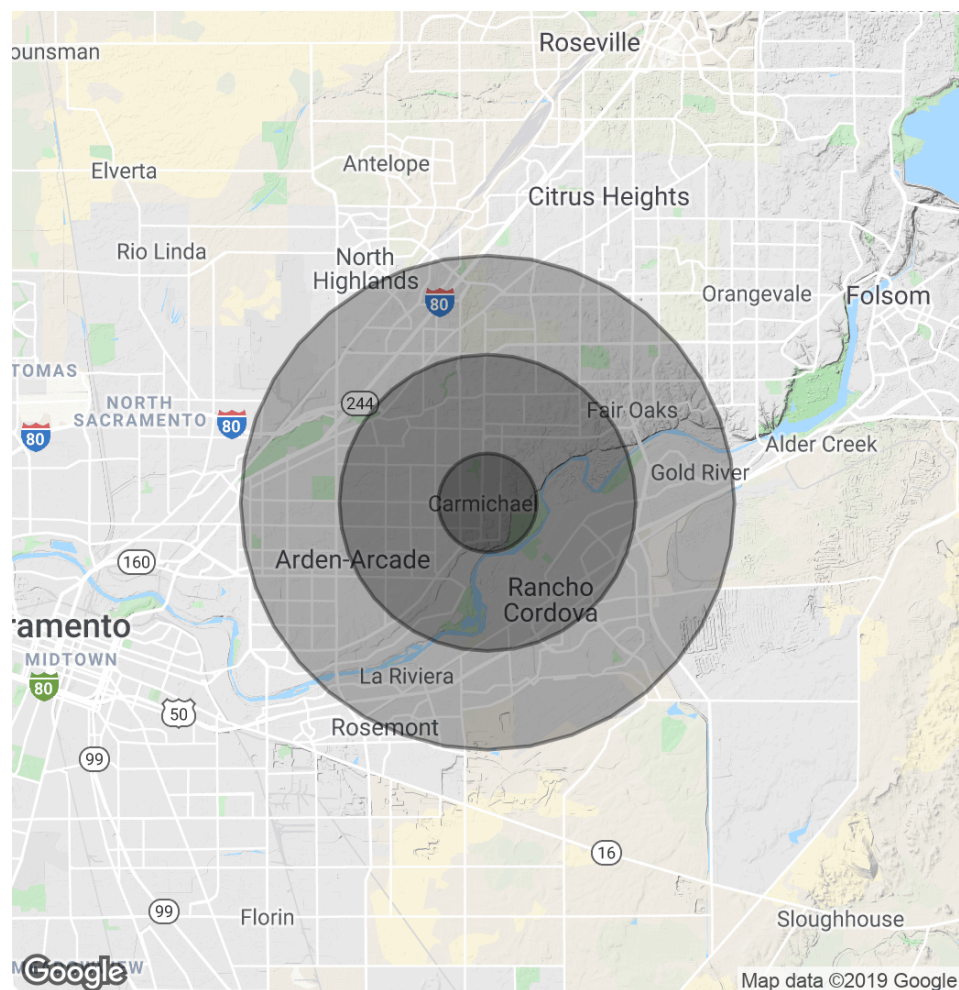 ounsman
Roseville
Elverta
Antelope
Citrus Heights
Rio Linda
North
Highlands
80
Orangevale
Folsom
TOMAS
NORTH
SACRAMENTO
80
80
244
Fair Oaks
Alder Creek
Gold River
Carmichael
160
Arden-Arcade
Rancho
Cordova
ramento
MIDTOWN
80
La Riviera
50
Rosemont
99
16
99
Florin
Sloughhouse
Google
Map data ©2019 Google